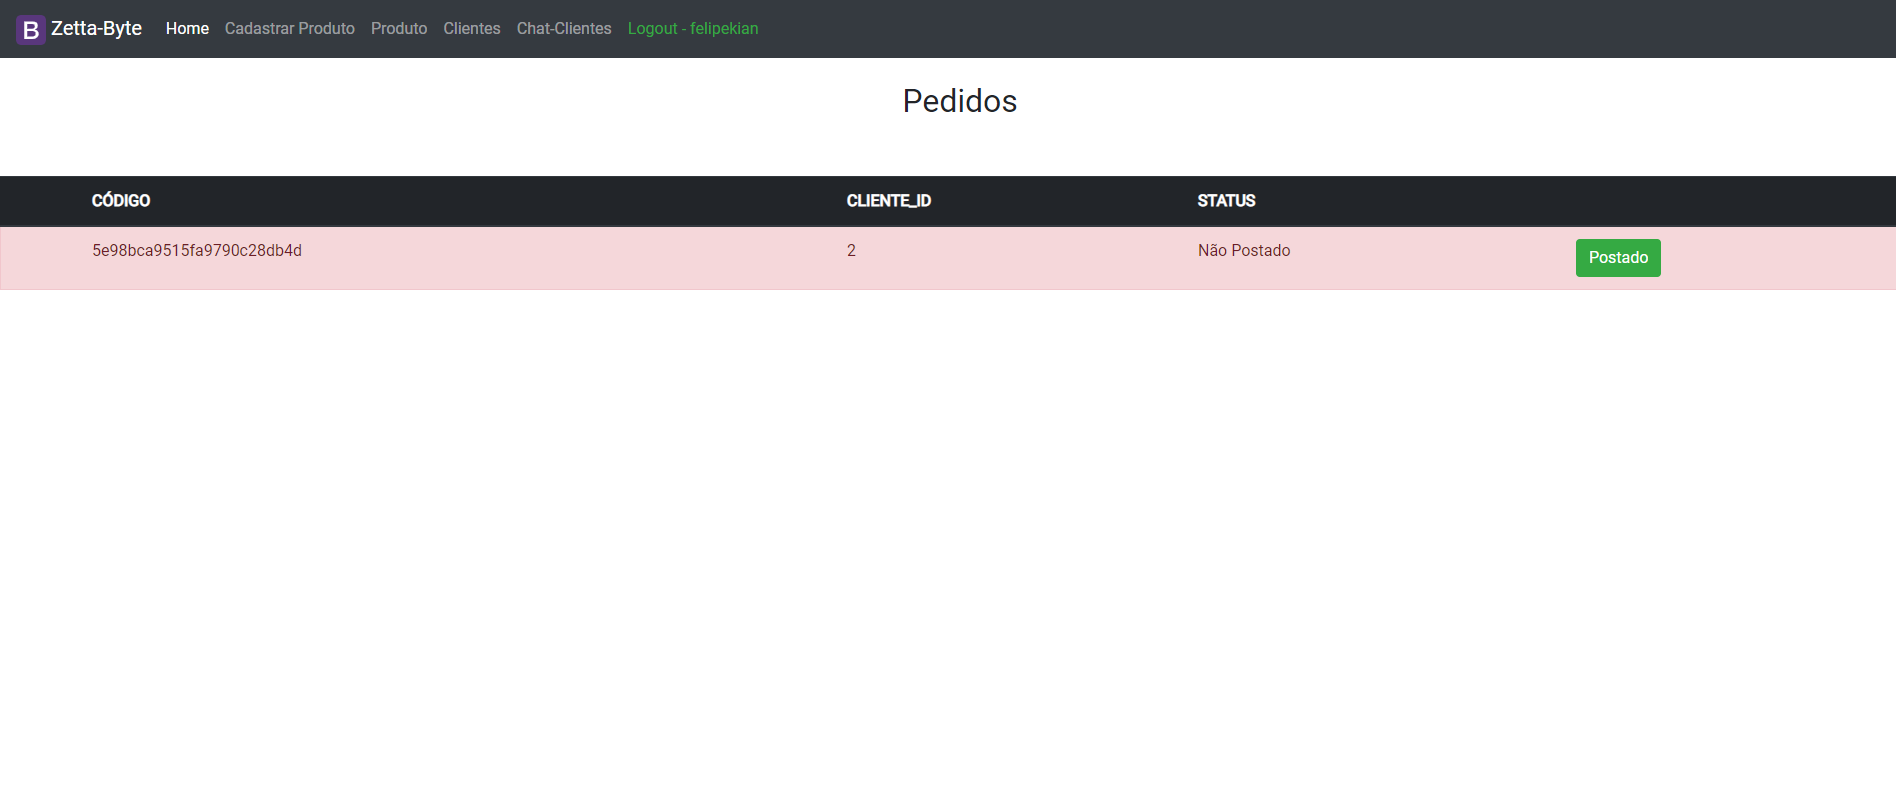 B Zetta-Byte Home Cadastrar Produto Produto Clientes Chat-Clientes Logout - felipekian
Pedidos
CÓDIGO CLIENTE_ID STATUS
5e98bca9515fa9790c28db4d 2 Não Postado Postado